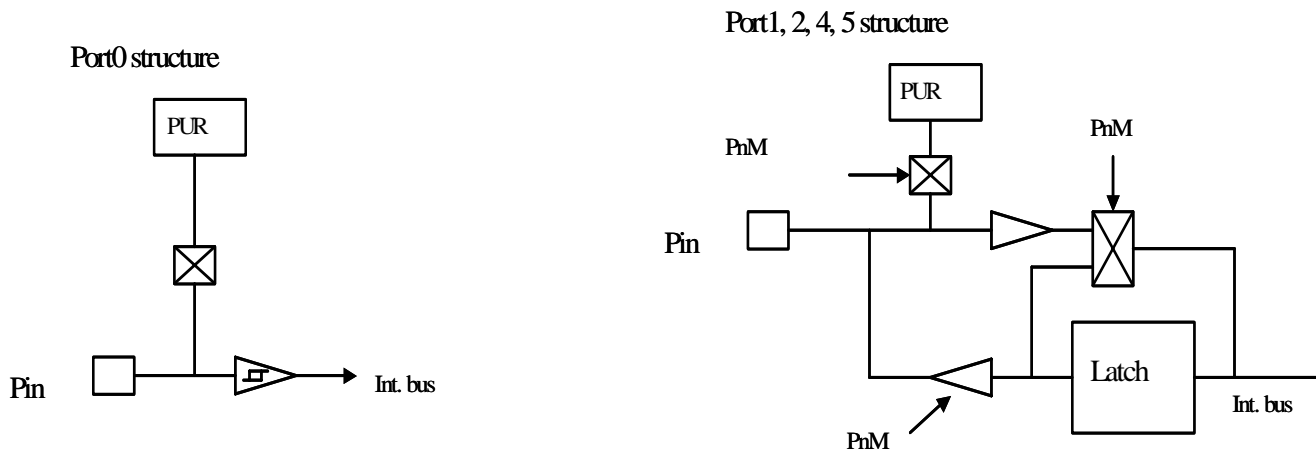 Port0 structure
PUR
Pin
Int. bus
Port1, 2, 4, 5 structure
PUR
PnM
PnM
Pin
Latch
Int. bus
PnM